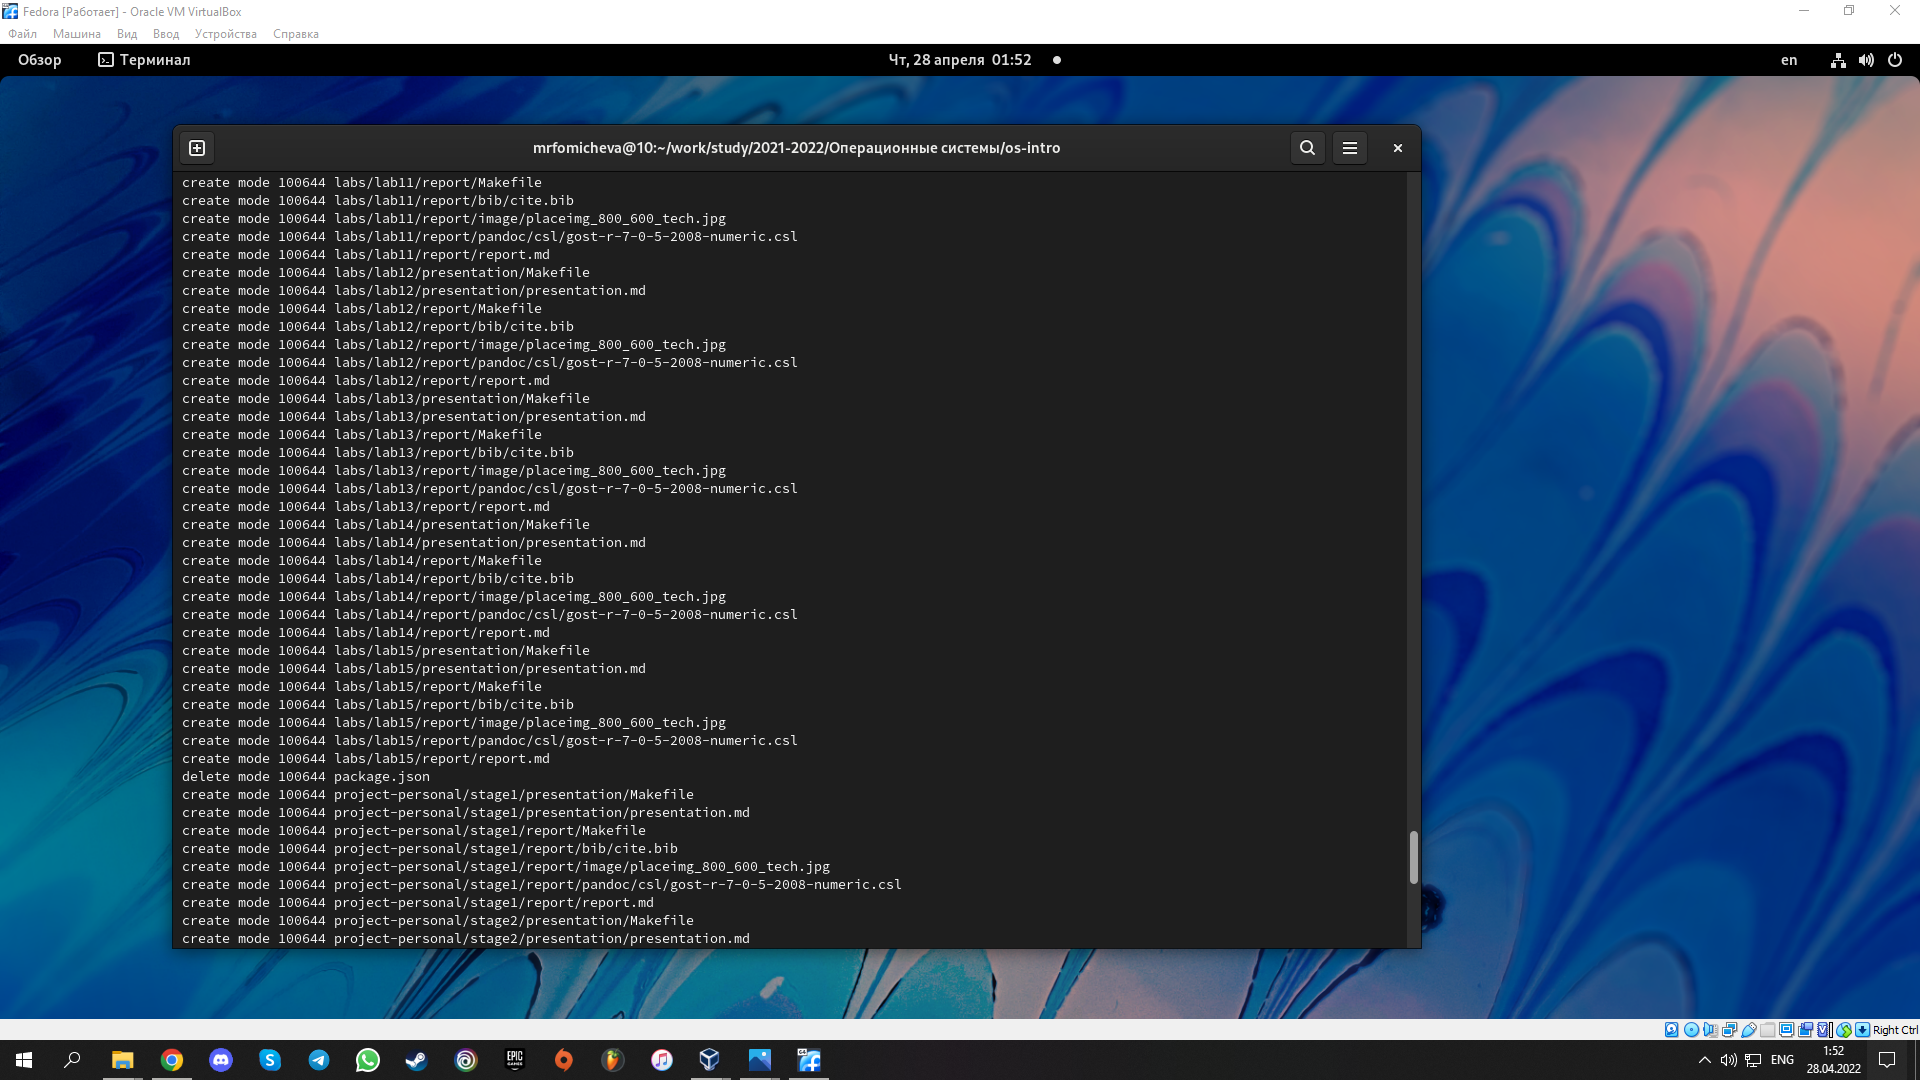 Fedora [Работает] - Oracle VM VirtualBox
Файл Машина Вид Ввод Устройства Справка
Обзор Терминал Чт, 28 апреля 01:52 en
mrfomicheva@10:~/work/study/2021-2022/Операционные системы/os-intro
create mode 100644 labs/lab11/report/Makefile
create mode 100644 labs/lab11/report/bib/cite.bib
create mode 100644 labs/lab11/report/image/placeimg_800_600_tech.jpg
create mode 100644 labs/lab11/report/pandoc/csl/gost-r-7-0-5-2008-numeric.csl
create mode 100644 labs/lab11/report/report.md
create mode 100644 labs/lab12/presentation/Makefile
create mode 100644 labs/lab12/presentation/presentation.md
create mode 100644 labs/lab12/report/Makefile
create mode 100644 labs/lab12/report/bib/cite.bib
create mode 100644 labs/lab12/report/image/placeimg_800_600_tech.jpg
create mode 100644 labs/lab12/report/pandoc/csl/gost-r-7-0-5-2008-numeric.csl
create mode 100644 labs/lab12/report/report.md
create mode 100644 labs/lab13/presentation/Makefile
create mode 100644 labs/lab13/presentation/presentation.md
create mode 100644 labs/lab13/report/Makefile
create mode 100644 labs/lab13/report/bib/cite.bib
create mode 100644 labs/lab13/report/image/placeimg_800_600_tech.jpg
create mode 100644 labs/lab13/report/pandoc/csl/gost-r-7-0-5-2008-numeric.csl
create mode 100644 labs/lab13/report/report.md
create mode 100644 labs/lab14/presentation/Makefile
create mode 100644 labs/lab14/presentation/presentation.md
create mode 100644 labs/lab14/report/Makefile
create mode 100644 labs/lab14/report/bib/cite.bib
create mode 100644 labs/lab14/report/image/placeimg_800_600_tech.jpg
create mode 100644 labs/lab14/report/pandoc/csl/gost-r-7-0-5-2008-numeric.csl
create mode 100644 labs/lab14/report/report.md
create mode 100644 labs/lab15/presentation/Makefile
create mode 100644 labs/lab15/presentation/presentation.md
create mode 100644 labs/lab15/report/Makefile
create mode 100644 labs/lab15/report/bib/cite.bib
create mode 100644 labs/lab15/report/image/placeimg_800_600_tech.jpg
create mode 100644 labs/lab15/report/pandoc/csl/gost-r-7-0-5-2008-numeric.csl
create mode 100644 labs/lab15/report/report.md
delete mode 100644 package.json
create mode 100644 project-personal/stage1/presentation/Makefile
create mode 100644 project-personal/stage1/presentation/presentation.md
create mode 100644 project-personal/stage1/report/Makefile
create mode 100644 project-personal/stage1/report/bib/cite.bib
create mode 100644 project-personal/stage1/report/image/placeimg_800_600_tech.jpg
create mode 100644 project-personal/stage1/report/pandoc/csl/gost-r-7-0-5-2008-numeric.csl
create mode 100644 project-personal/stage1/report/report.md
create mode 100644 project-personal/stage2/presentation/Makefile
create mode 100644 project-personal/stage2/presentation/presentation.md
Right Ctrl
EPIC GAMES
ENG
1:52
28.04.2022